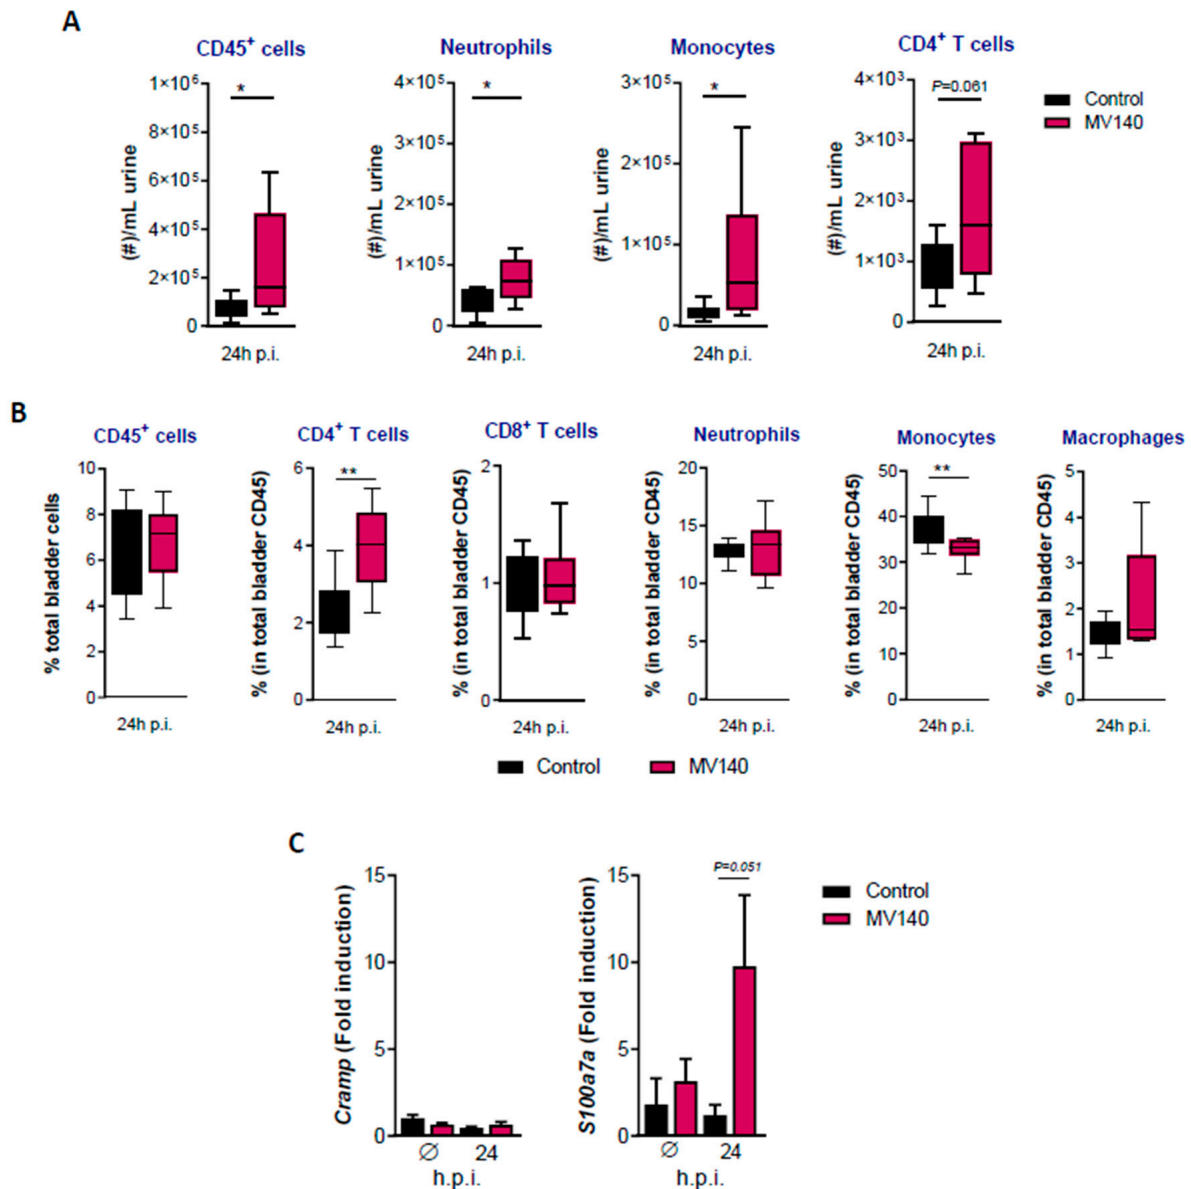 A
CD45⁺ cells
Neutrophils
Monocytes
CD4⁺ T cells
(#)/mL urine
1×10⁶
8×10⁵
6×10⁵
4×10⁵
2×10⁵
0
*
24h p.i.
(#)/mL urine
4×10⁵
3×10⁵
2×10⁵
1×10⁵
0
*
24h p.i.
(#)/mL urine
3×10⁵
2×10⁵
1×10⁵
0
*
24h p.i.
(#)/mL urine
4×10³
3×10³
2×10³
1×10³
0
P=0.061
24h p.i.
Control
MV140
B
CD45⁺ cells
CD4⁺ T cells
CD8⁺ T cells
Neutrophils
Monocytes
Macrophages
% total bladder cells
10
8
6
4
2
0
24h p.i.
% (in total bladder CD45)
6
4
2
0
**
24h p.i.
% (in total bladder CD45)
2
1
0
24h p.i.
% (in total bladder CD45)
20
15
10
5
0
24h p.i.
% (in total bladder CD45)
50
40
30
20
10
0
**
24h p.i.
% (in total bladder CD45)
5
4
3
2
1
0
24h p.i.
Control
MV140
C
Cramp (Fold induction)
15
10
5
0
∅
24
h.p.i.
S100a7a (Fold induction)
15
10
5
0
P=0.051
∅
24
h.p.i.
Control
MV140